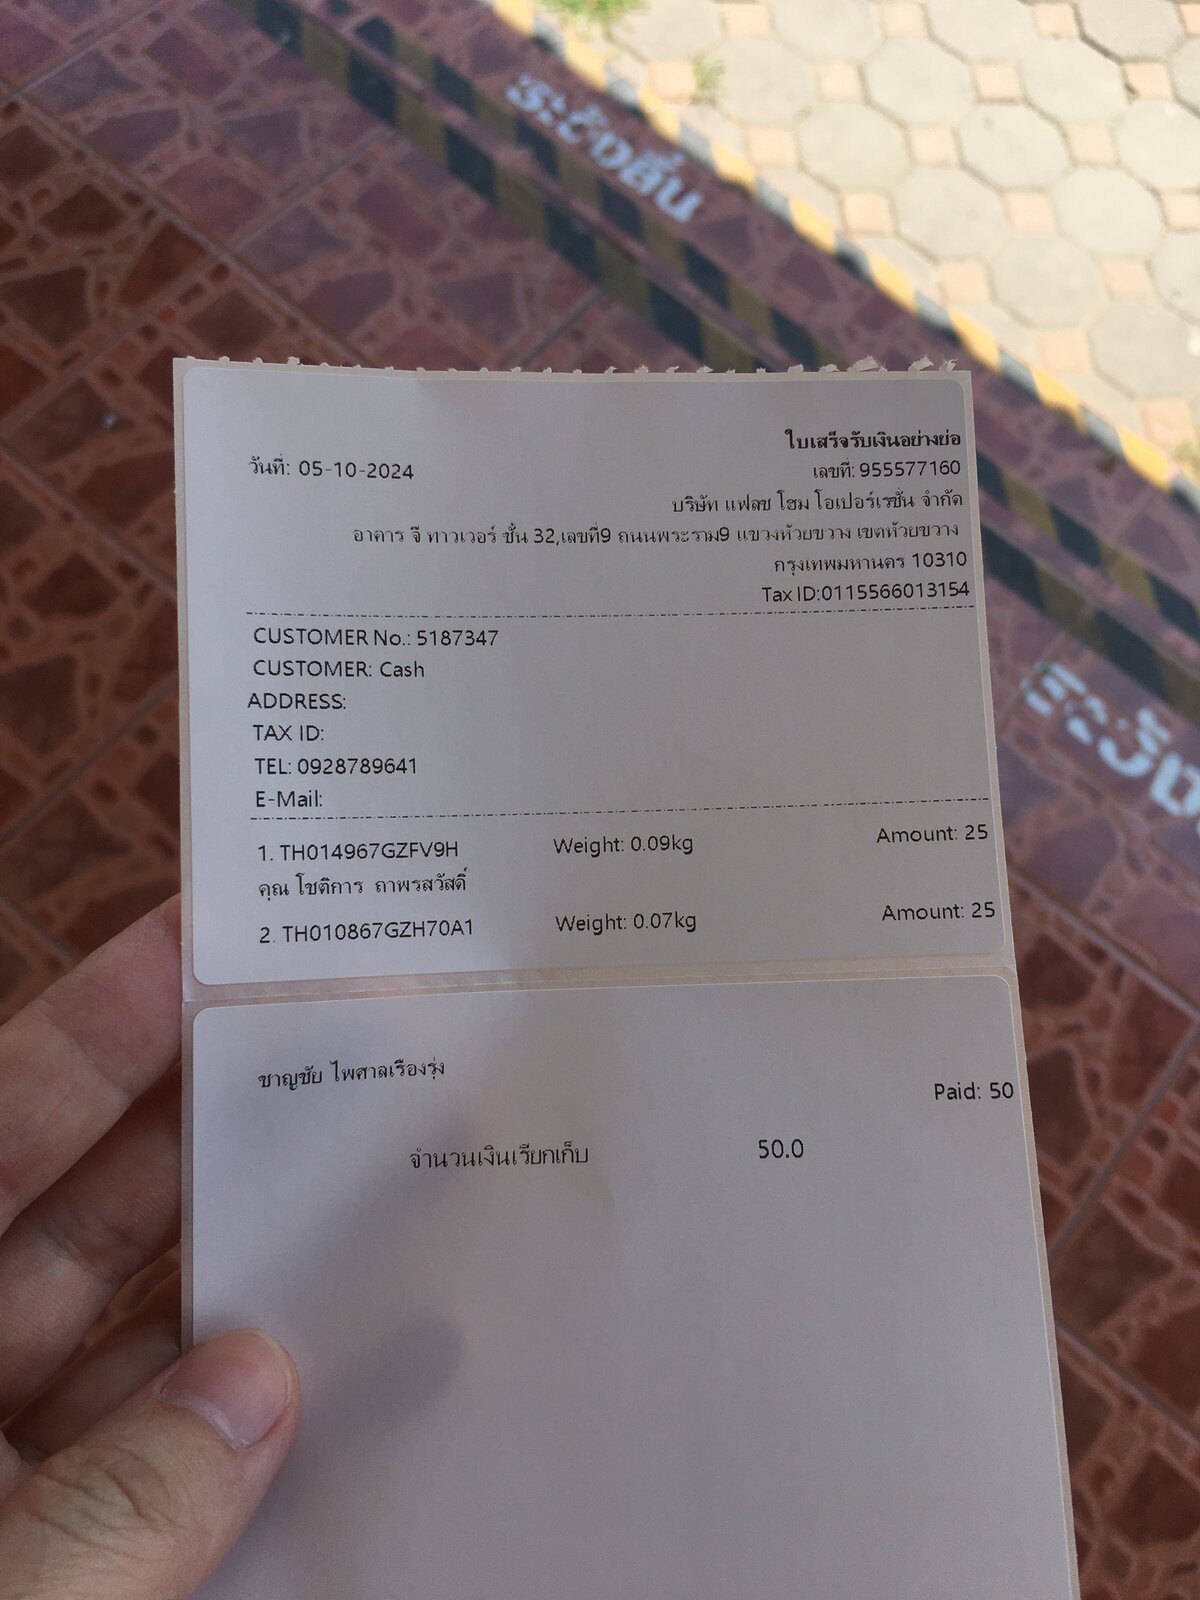 ระวังลื่น
วันที่: 05-10-2024
ใบเสร็จรับเงินอย่างย่อ
เลขที่: 955577160
บริษัท แฟลช โฮม โอเปอร์เรชั่น จำกัด
อาคาร จี ทาวเวอร์ ชั้น 32,เลขที่9 ถนนพระราม9 แขวงห้วยขวาง เขตห้วยขวาง
กรุงเทพมหานคร 10310
Tax ID:0115566013154
CUSTOMER No.: 5187347
CUSTOMER: Cash
ADDRESS:
TAX ID:
TEL: 0928789641
E-Mail:
1. TH014967GZFV9H Weight: 0.09kg Amount: 25
คุณ โชติการ ถาพรสวัสดิ์
2. TH010867GZH70A1 Weight: 0.07kg Amount: 25
ชาญชัย ไพศาลเรืองรุ่ง
Paid: 50
จำนวนเงินเรียกเก็บ 50.0
ระวัง